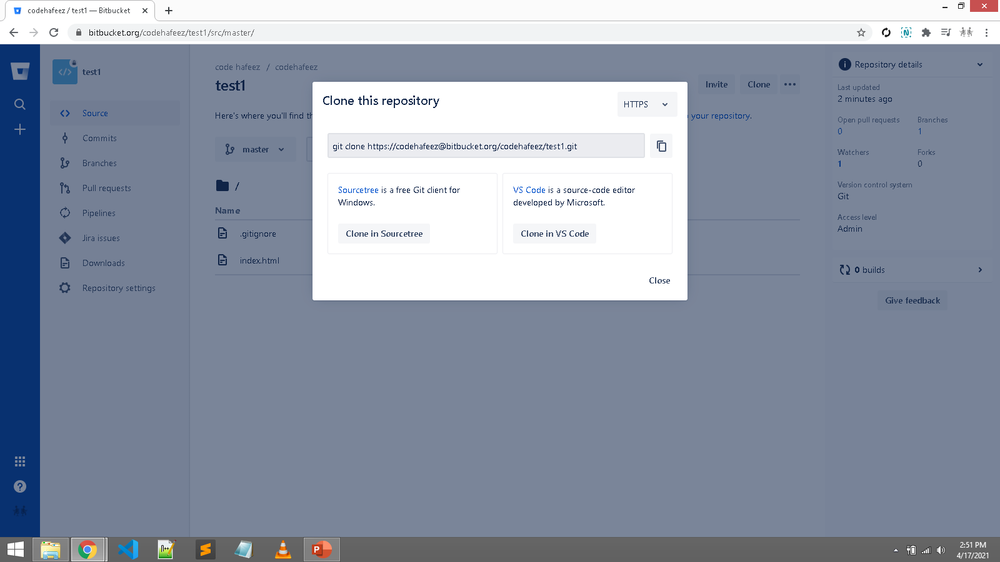 codehafeez / test1 — Bitbucket
bitbucket.org/codehafeez/test1/src/master/
test1
Source
Commits
Branches
Pull requests
Pipelines
Jira issues
Downloads
Repository settings
code hafeez / codehafeez
test1
Invite
Clone
Here's where you'll find th
your repository.
master
/
Name
.gitignore
index.html
Clone this repository
HTTPS
git clone https://codehafeez@bitbucket.org/codehafeez/test1.git
Sourcetree is a free Git client for
Windows.
Clone in Sourcetree
VS Code is a source-code editor
developed by Microsoft.
Clone in VS Code
Close
Repository details
Last updated
2 minutes ago
Open pull requests
0
Branches
1
Watchers
1
Forks
0
Version control system
Git
Access level
Admin
0 builds
Give feedback
2:51 PM
4/17/2021